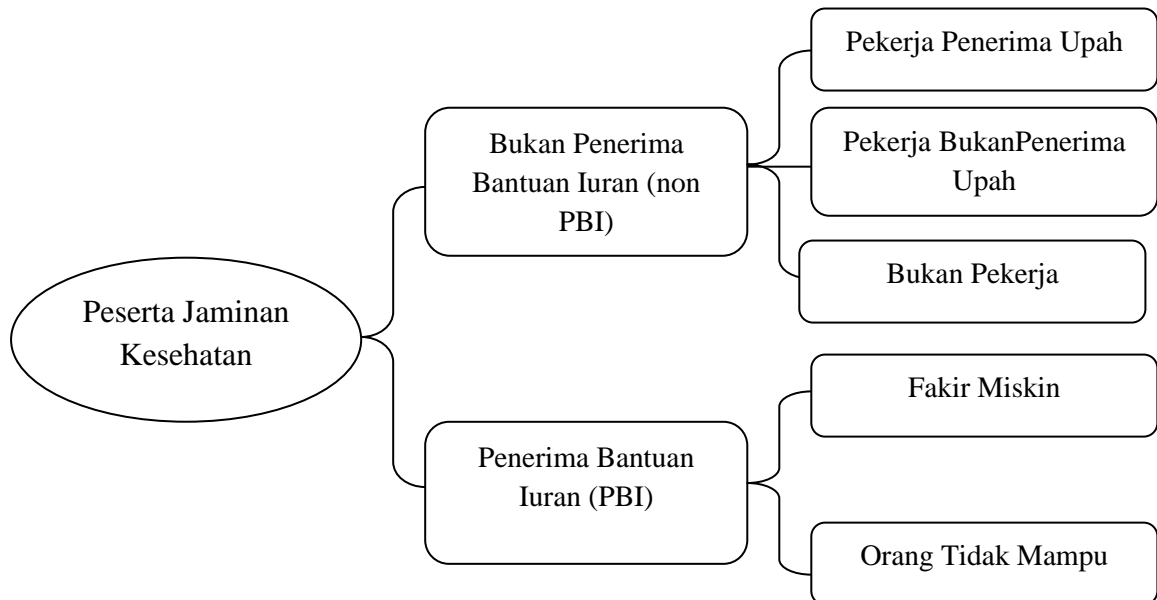 Peserta Jaminan
Kesehatan
Bukan Penerima
Bantuan Iuran (non
PBI)
Pekerja Penerima Upah
Pekerja BukanPenerima
Upah
Bukan Pekerja
Penerima Bantuan
Iuran (PBI)
Fakir Miskin
Orang Tidak Mampu